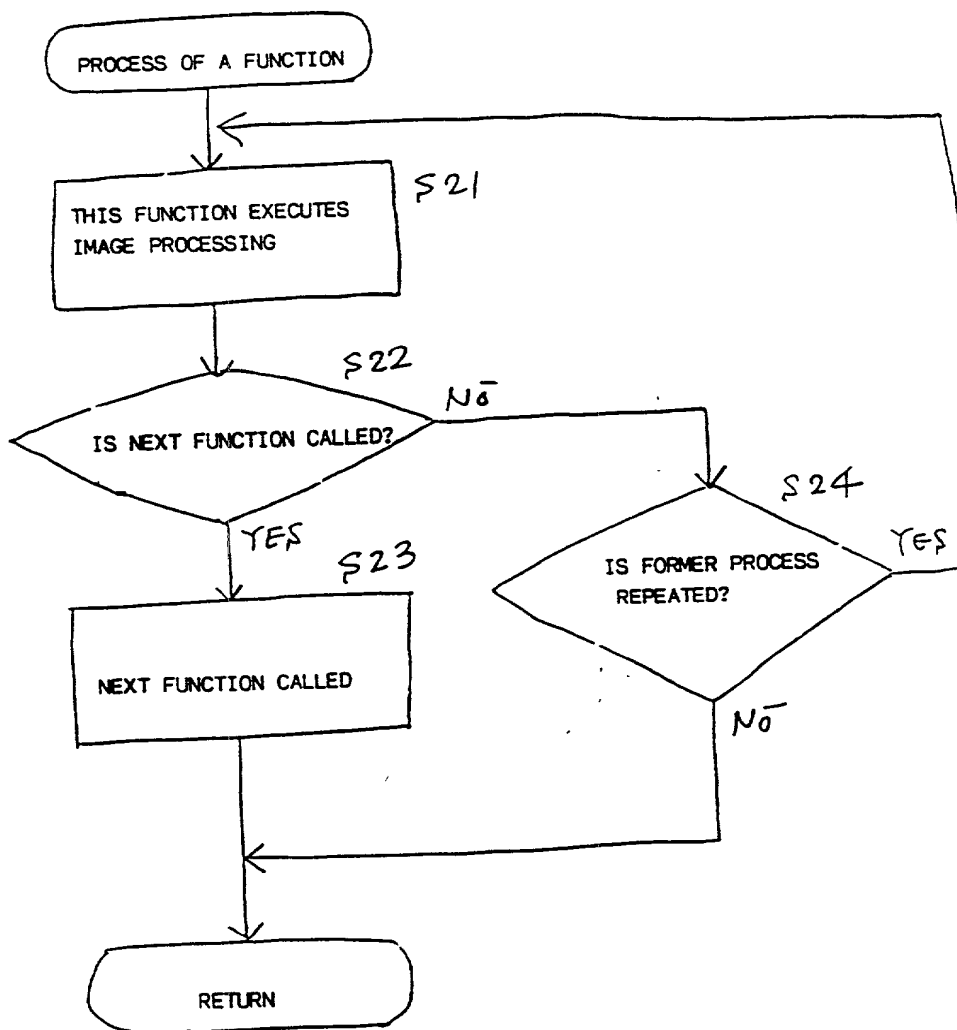 PROCESS OF A FUNCTION
S21
THIS FUNCTION EXECUTES
IMAGE PROCESSING
S22
NO
IS NEXT FUNCTION CALLED?
YES
S24
YES
IS FORMER PROCESS
REPEATED?
S23
NEXT FUNCTION CALLED
NO
RETURN